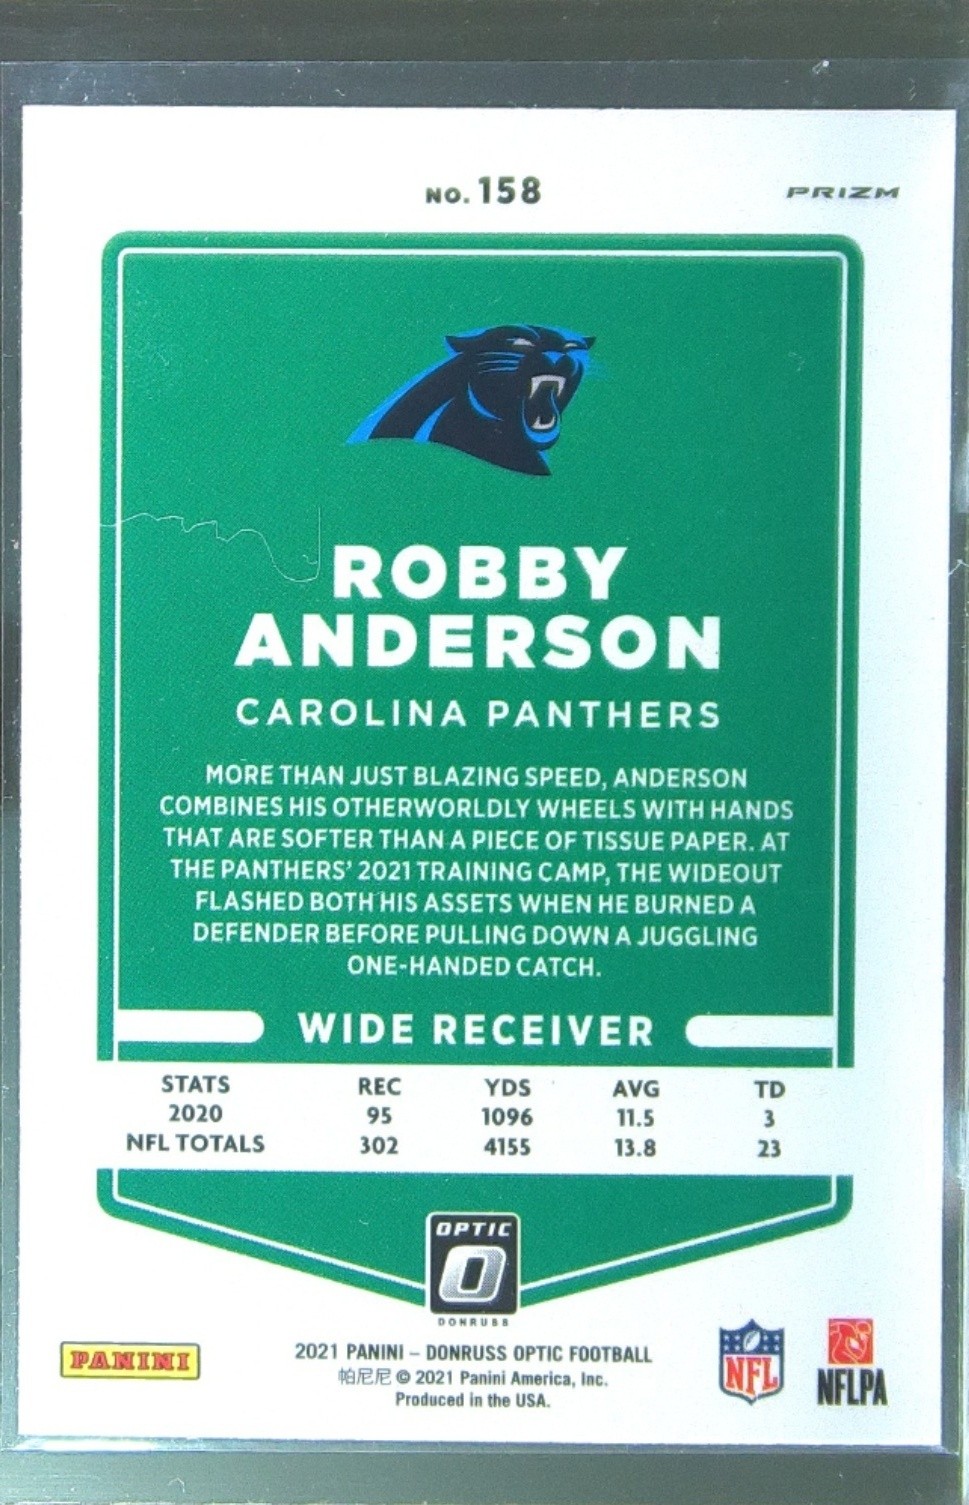 NO. 158
PRIZM
ROBBY
ANDERSON
CAROLINA PANTHERS
MORE THAN JUST BLAZING SPEED, ANDERSON
COMBINES HIS OTHERWORLDLY WHEELS WITH HANDS
THAT ARE SOFTER THAN A PIECE OF TISSUE PAPER. AT
THE PANTHERS' 2021 TRAINING CAMP, THE WIDEOUT
FLASHED BOTH HIS ASSETS WHEN HE BURNED A
DEFENDER BEFORE PULLING DOWN A JUGGLING
ONE-HANDED CATCH.
WIDE RECEIVER
STATS REC YDS AVG TD
2020 95 1096 11.5 3
NFL TOTALS 302 4155 13.8 23
OPTIC
O
DONRUSS
PANINI
2021 PANINI – DONRUSS OPTIC FOOTBALL
帕尼尼 © 2021 Panini America, Inc.
Produced in the USA.
NFL
NFLPA